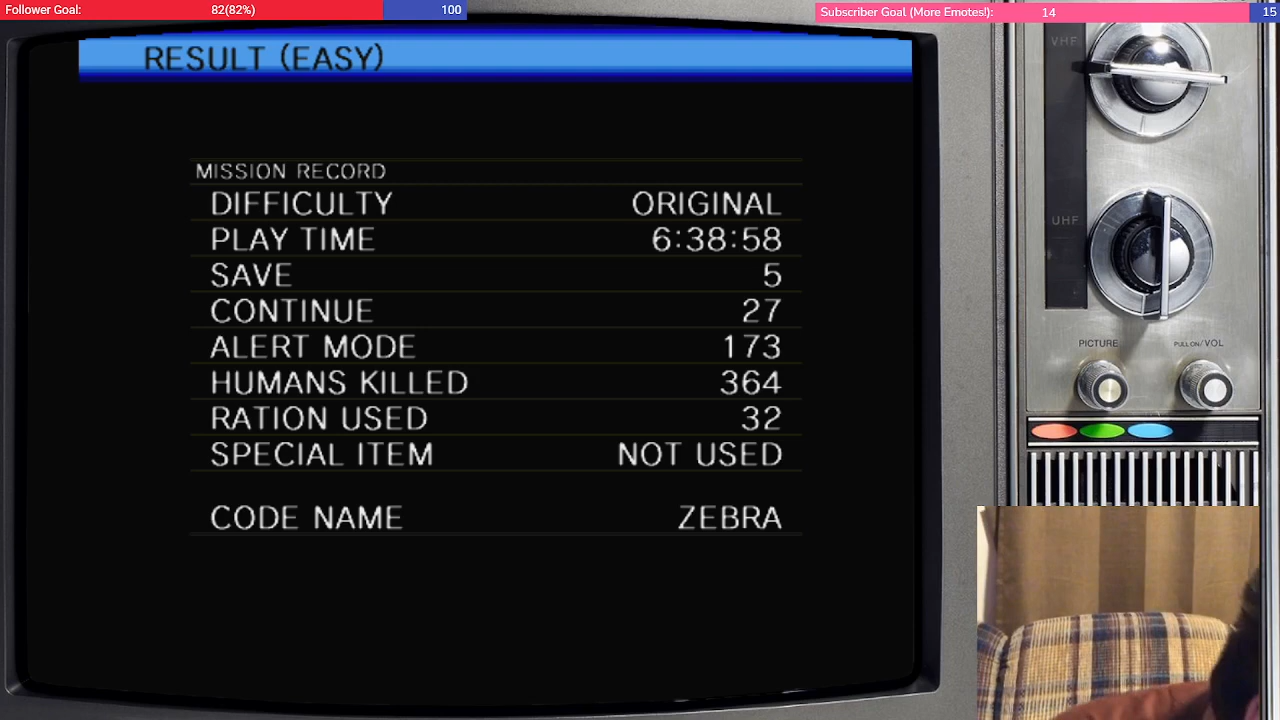 Follower Goal: 82(82%) 100
Subscriber Goal (More Emotes!): 14 15
RESULT (EASY)
MISSION RECORD
DIFFICULTY ORIGINAL
PLAY TIME 6:38:58
SAVE 5
CONTINUE 27
ALERT MODE 173
HUMANS KILLED 364
RATION USED 32
SPECIAL ITEM NOT USED
CODE NAME ZEBRA
VHF
UHF
PICTURE PULL ON/VOL